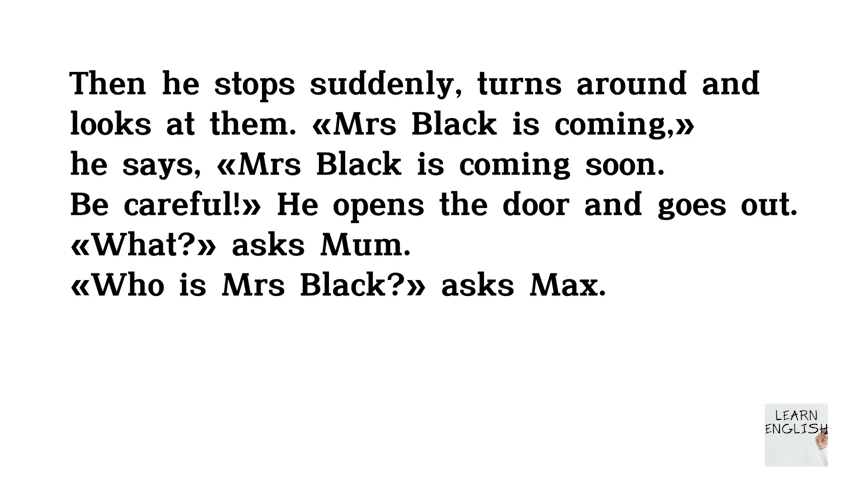 Then he stops suddenly, turns around and
looks at them. «Mrs Black is coming,»
he says, «Mrs Black is coming soon.
Be careful!» He opens the door and goes out.
«What?» asks Mum.
«Who is Mrs Black?» asks Max.
LEARN
ENGLISH